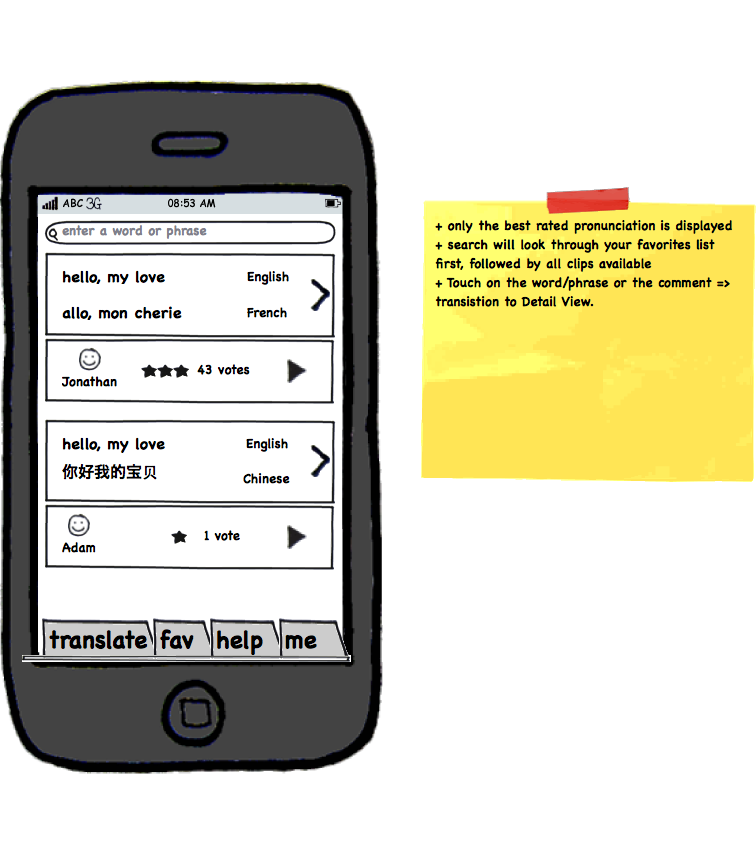 ABC 3G 08:53 AM
enter a word or phrase
hello, my love English
allo, mon cherie French
Jonathan 43 votes
hello, my love English
你好我的宝贝 Chinese
Adam 1 vote
translate fav help me
+ only the best rated pronunciation is displayed
+ search will look through your favorites list
first, followed by all clips available
+ Touch on the word/phrase or the comment =>
transistion to Detail View.